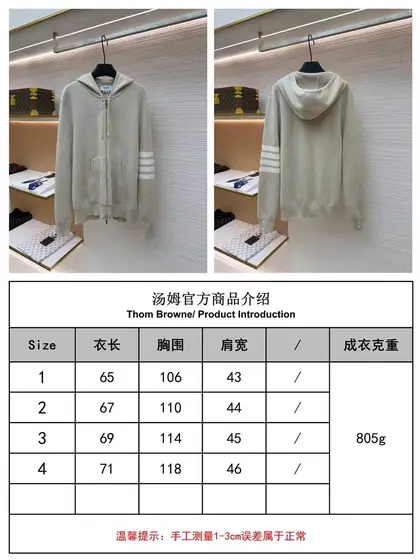 汤姆官方商品介绍
Thom Browne/ Product Introduction
Size 衣长 胸围 肩宽 / 成衣克重
1 65 106 43 /
2 67 110 44 /
3 69 114 45 /
4 71 118 46 /
805g
温馨提示：手工测量1-3cm误差属于正常